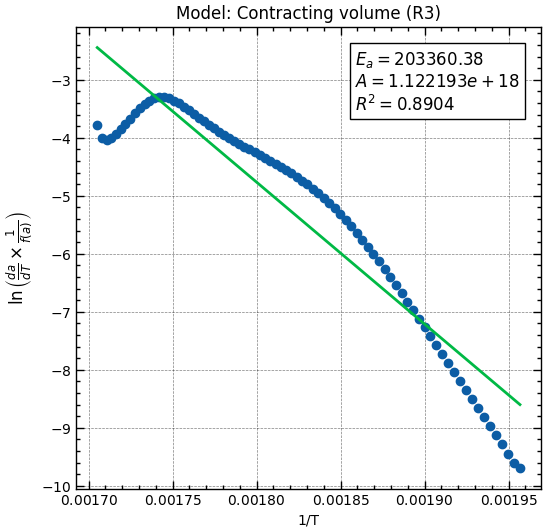 Model: Contracting volume (R3)
E_a = 203360.38
A = 1.122193e + 18
R² = 0.8904
ln (da/dT × 1/f(a))
−3
−4
−5
−6
−7
−8
−9
−10
0.00170 0.00175 0.00180 0.00185 0.00190 0.00195
1/T